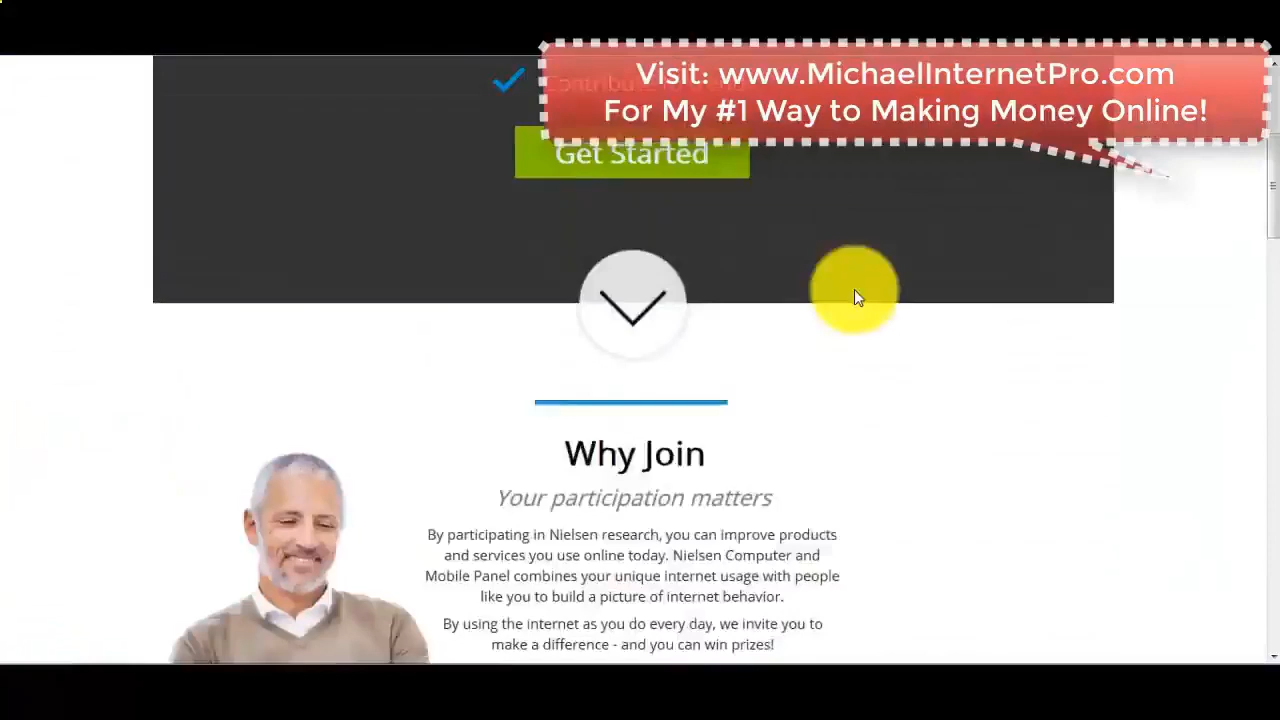 Visit: www.MichaelInternetPro.com
For My #1 Way to Making Money Online!
Get Started
Why Join
Your participation matters
By participating in Nielsen research, you can improve products
and services you use online today. Nielsen Computer and
Mobile Panel combines your unique internet usage with people
like you to build a picture of internet behavior.
By using the internet as you do every day, we invite you to
make a difference - and you can win prizes!